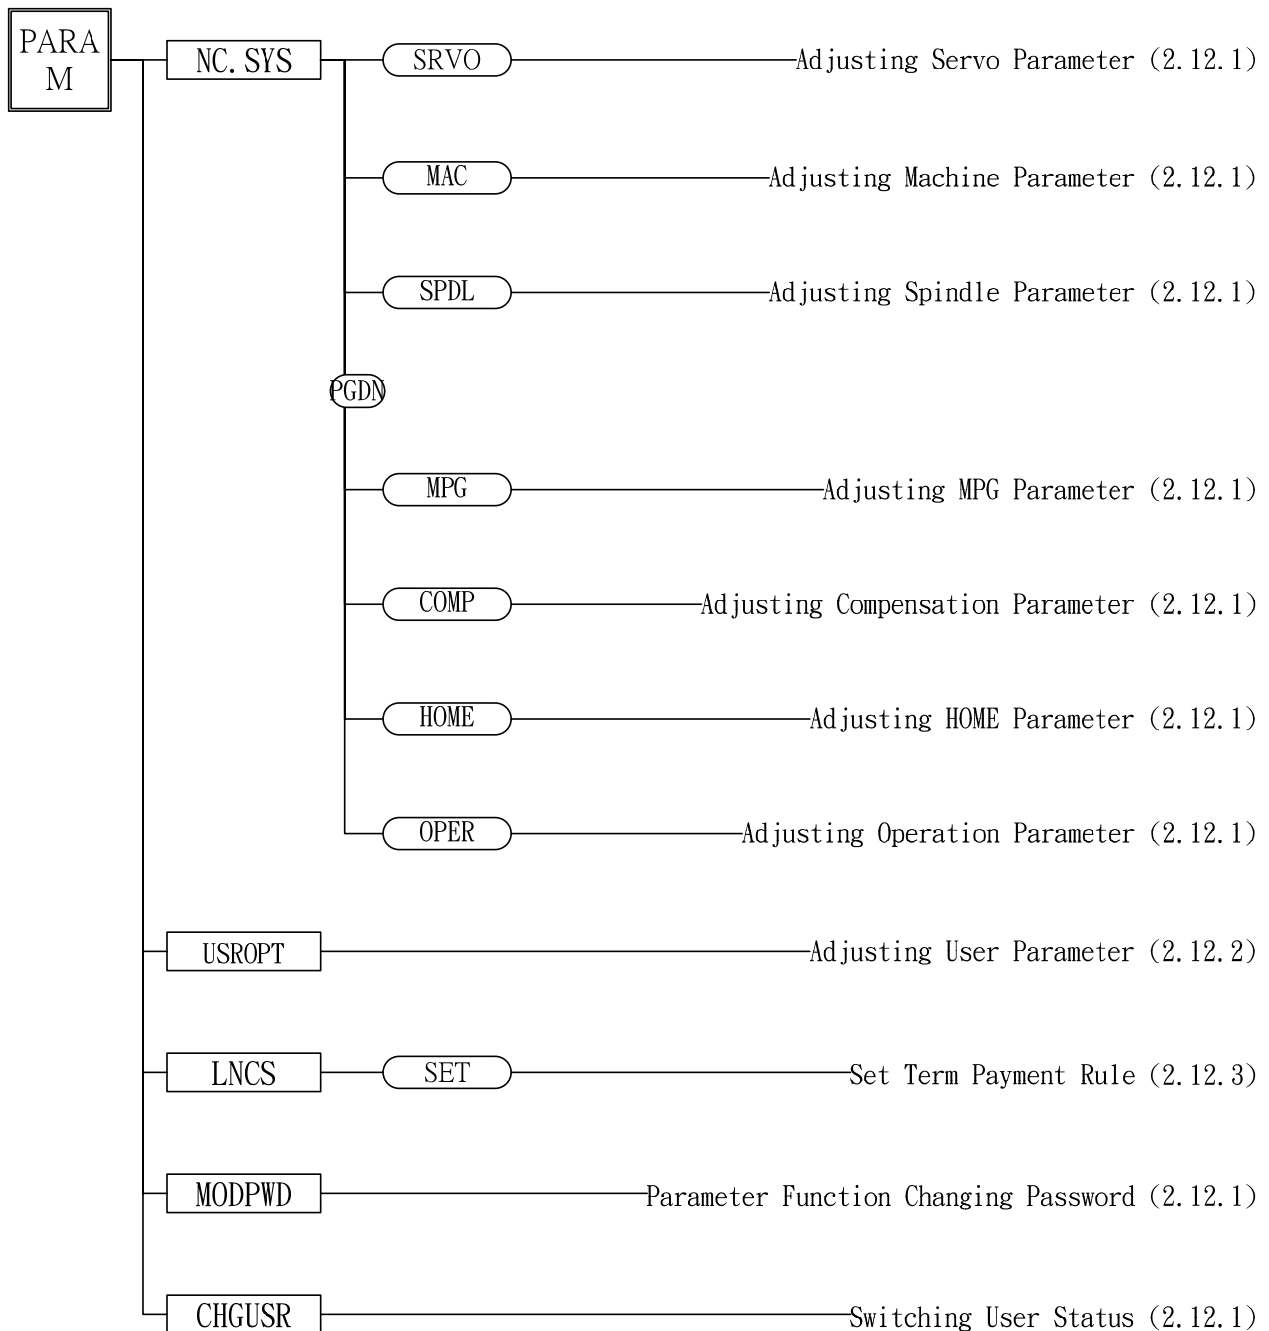 PARA
M
NC.SYS
SRVO
Adjusting Servo Parameter (2.12.1)
MAC
Adjusting Machine Parameter (2.12.1)
SPDL
Adjusting Spindle Parameter (2.12.1)
PGDN
MPG
Adjusting MPG Parameter (2.12.1)
COMP
Adjusting Compensation Parameter (2.12.1)
HOME
Adjusting HOME Parameter (2.12.1)
OPER
Adjusting Operation Parameter (2.12.1)
USROPT
Adjusting User Parameter (2.12.2)
LNCS
SET
Set Term Payment Rule (2.12.3)
MODPWD
Parameter Function Changing Password (2.12.1)
CHGUSR
Switching User Status (2.12.1)